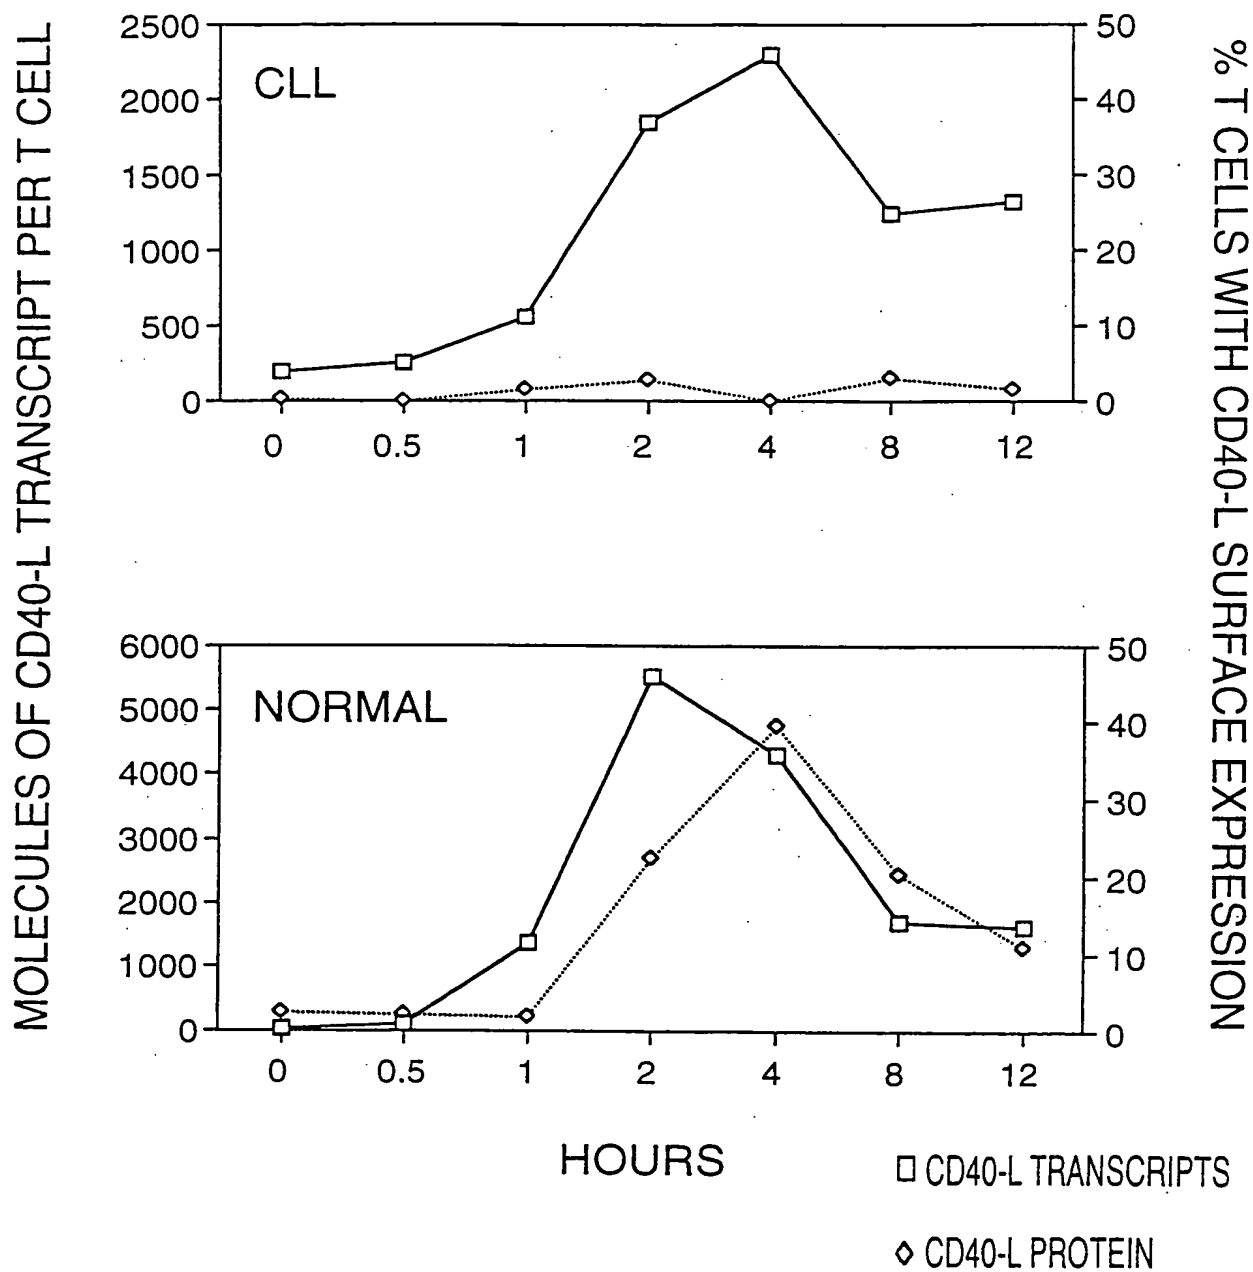 MOLECULES OF CD40-L TRANSCRIPT PER T CELL
% T CELLS WITH CD40-L SURFACE EXPRESSION
CLL
2500
2000
1500
1000
500
0
50
40
30
20
10
0
0 0.5 1 2 4 8 12
NORMAL
6000
5000
4000
3000
2000
1000
0
50
40
30
20
10
0
0 0.5 1 2 4 8 12
HOURS
CD40-L TRANSCRIPTS
CD40-L PROTEIN